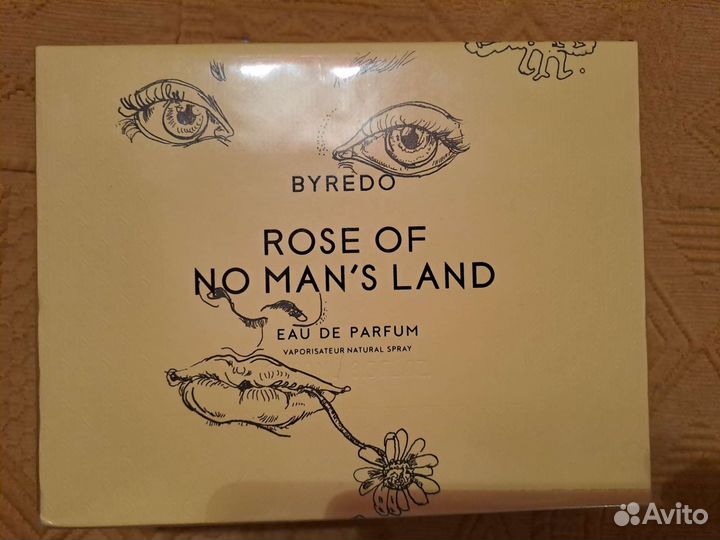 BYREDO
ROSE OF
NO MAN'S LAND
EAU DE PARFUM
VAPORISATEUR NATURAL SPRAY
Avito